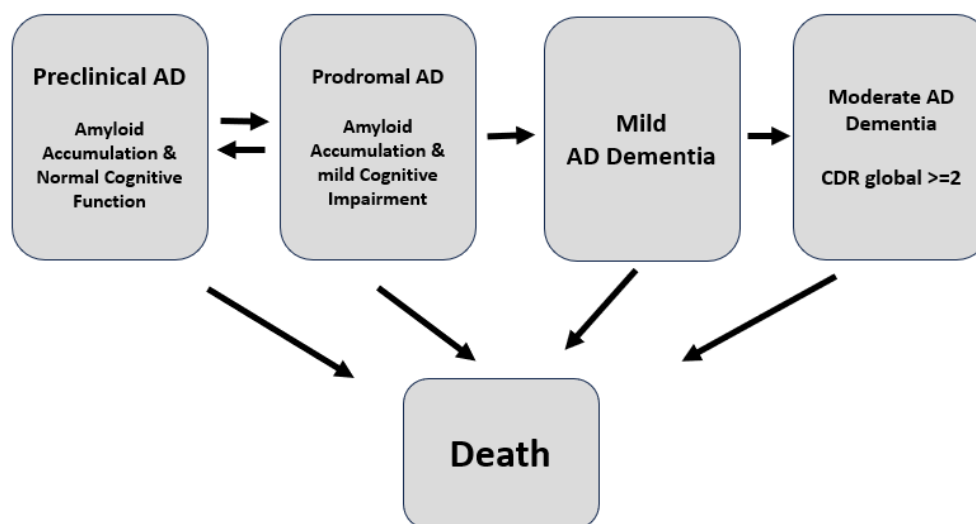 Preclinical AD
Amyloid
Accumulation &
Normal Cognitive
Function
Prodromal AD
Amyloid
Accumulation &
mild Cognitive
Impairment
Mild
AD Dementia
Moderate AD
Dementia
CDR global >=2
Death